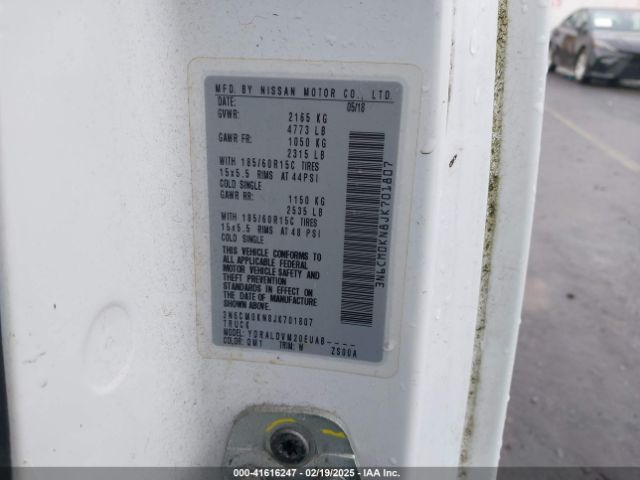 MFD. BY NISSAN MOTOR CO., LTD
DATE: 05/18
GVWR: 2165 KG
4773 LB
GAWR FR: 1050 KG
2315 LB
WITH 185/60R15C TIRES
15x5.5 RIMS AT 44PSI
COLD SINGLE
GAWR RR: 1150 KG
2535 LB
WITH 185/60R15C TIRES
15x5.5 RIMS AT 48 PSI
COLD SINGLE
THIS VEHICLE CONFORMS TO
ALL APPLICABLE FEDERAL
MOTOR VEHICLE SAFETY AND
THEFT PREVENTION
STANDARDS IN EFFECT ON
THE DATE OF MANUFACTURE
SHOWN ABOVE.
3N6CM0KN8JK701807
TRUCK
MODEL: YDRALDVM20EUAB----
COLOR: QM1 TRIM: W ZS00A
3N6CM0KN8JK701807
000-41616247 - 02/19/2025 - IAA Inc.